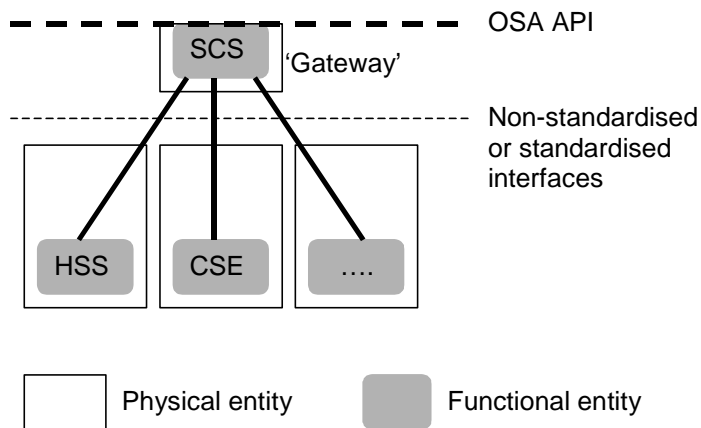 OSA API
SCS
‘Gateway’
Non-standardised
or standardised
interfaces
HSS
CSE
….
Physical entity
Functional entity